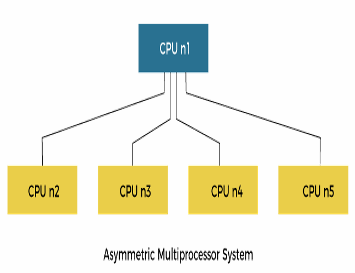 CPU n1
CPU n2
CPU n3
CPU n4
CPU n5
Asymmetric Multiprocessor System